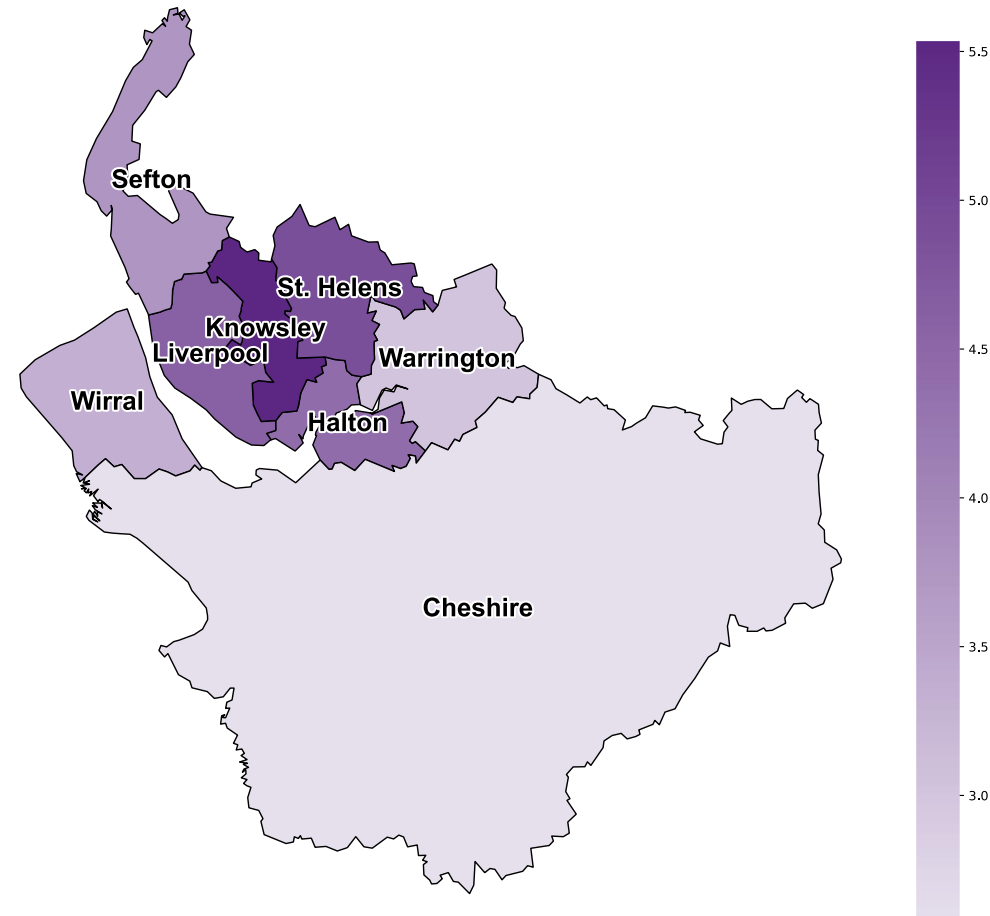 Sefton
St. Helens
Knowsley
Liverpool
Warrington
Wirral
Halton
Cheshire
5.5
5.0
4.5
4.0
3.5
3.0